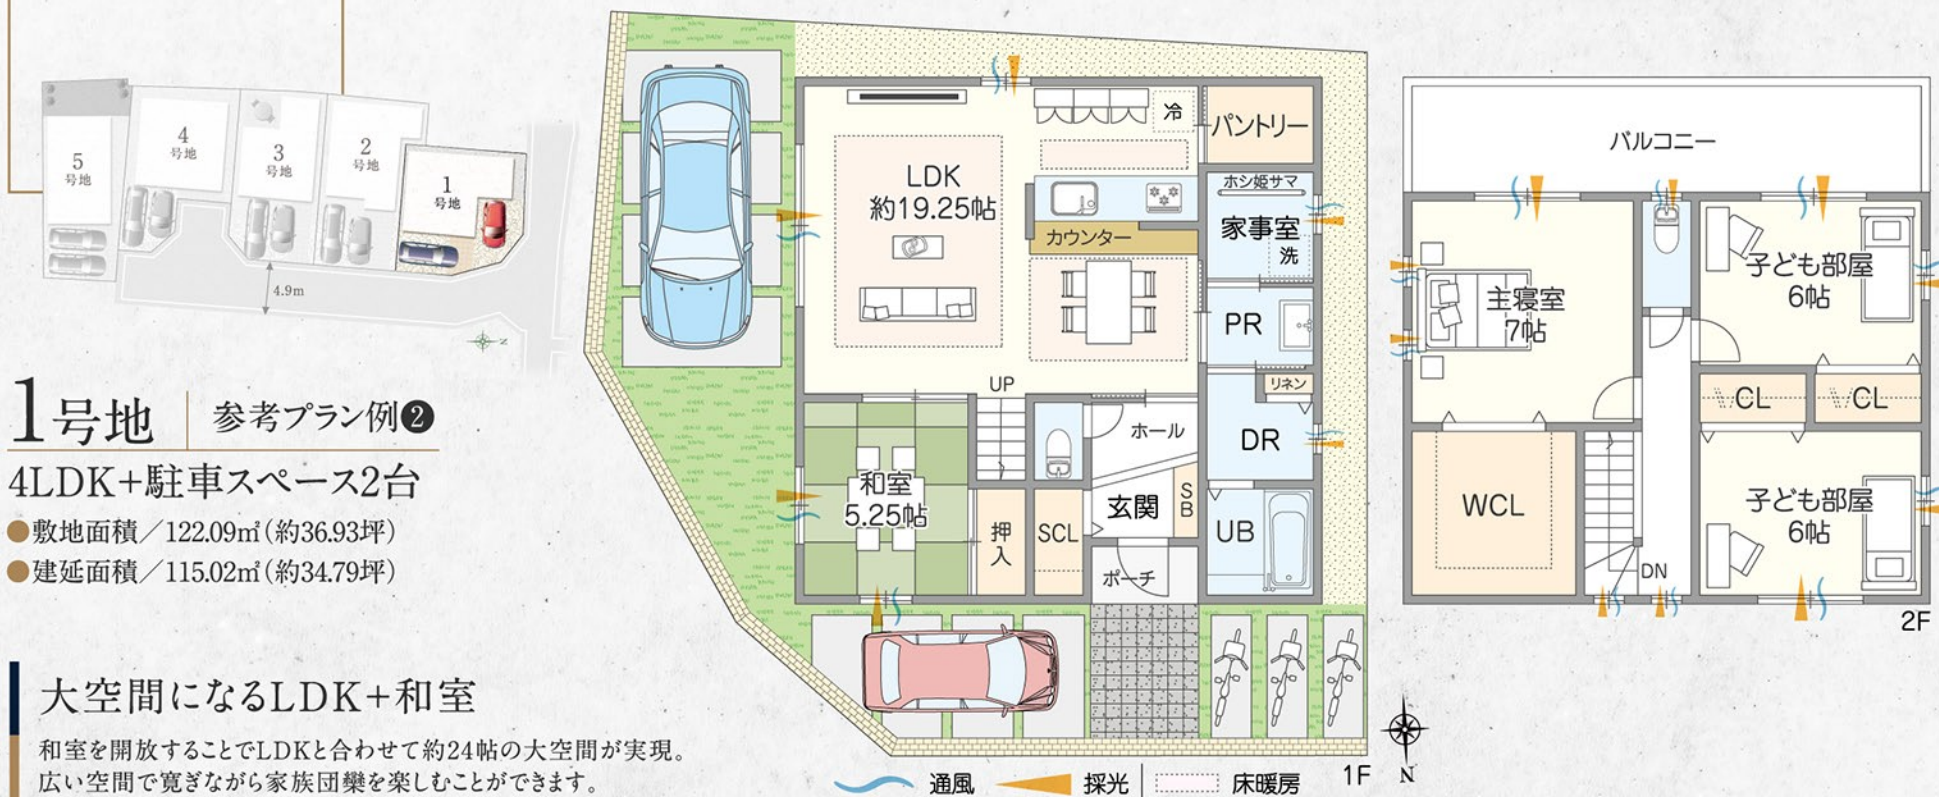 5
号地
4
号地
3
号地
2
号地
1
号地
4.9m
N
1号地
参考プラン例❷
4LDK+駐車スペース2台
●敷地面積／122.09㎡(約36.93坪)
●建延面積／115.02㎡(約34.79坪)
大空間になるLDK+和室
和室を開放することでLDKと合わせて約24帖の大空間が実現。
広い空間で寛ぎながら家族団欒を楽しむことができます。
LDK
約19.25帖
冷
パントリー
ホシ姫サマ
家事室
洗
カウンター
PR
リネン
UP
ホール
DR
和室
5.25帖
押入
SCL
玄関
SB
UB
ポーチ
通風
採光
床暖房
1F
N
バルコニー
主寝室
7帖
子ども部屋
6帖
CL
CL
WCL
子ども部屋
6帖
DN
2F